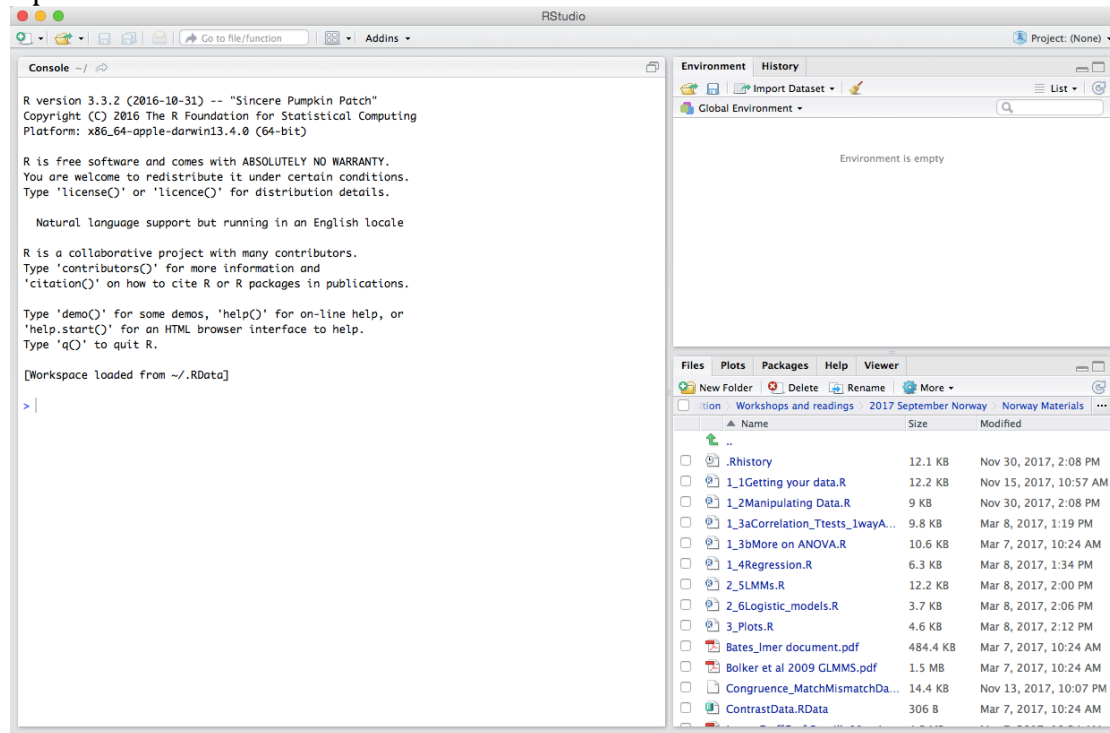 RStudio
Go to file/function Addins Project: (None)
Console ~/
R version 3.3.2 (2016-10-31) -- "Sincere Pumpkin Patch"
Copyright (C) 2016 The R Foundation for Statistical Computing
Platform: x86_64-apple-darwin13.4.0 (64-bit)
R is free software and comes with ABSOLUTELY NO WARRANTY.
You are welcome to redistribute it under certain conditions.
Type 'license()' or 'licence()' for distribution details.
Natural language support but running in an English locale
R is a collaborative project with many contributors.
Type 'contributors()' for more information and
'citation()' on how to cite R or R packages in publications.
Type 'demo()' for some demos, 'help()' for on-line help, or
'help.start()' for an HTML browser interface to help.
Type 'q()' to quit R.
[Workspace loaded from ~/.RData]
>
Environment History
Import Dataset List
Global Environment
Environment is empty
Files Plots Packages Help Viewer
New Folder Delete Rename More
ition Workshops and readings 2017 September Norway Norway Materials ...
Name Size Modified
..
.Rhistory 12.1 KB Nov 30, 2017, 2:08 PM
1_1Getting your data.R 12.2 KB Nov 15, 2017, 10:57 AM
1_2Manipulating Data.R 9 KB Nov 30, 2017, 2:08 PM
1_3aCorrelation_Ttests_1wayA... 9.8 KB Mar 8, 2017, 1:19 PM
1_3bMore on ANOVA.R 10.6 KB Mar 7, 2017, 10:24 AM
1_4Regression.R 6.3 KB Mar 8, 2017, 1:34 PM
2_5LMMs.R 12.2 KB Mar 8, 2017, 2:00 PM
2_6Logistic_models.R 3.7 KB Mar 8, 2017, 2:06 PM
3_Plots.R 4.6 KB Mar 8, 2017, 2:12 PM
Bates_lmer document.pdf 484.4 KB Mar 7, 2017, 10:24 AM
Bolker et al 2009 GLMMS.pdf 1.5 MB Mar 7, 2017, 10:24 AM
Congruence_MatchMismatchDa... 14.4 KB Nov 13, 2017, 10:07 PM
ContrastData.RData 306 B Mar 7, 2017, 10:24 AM